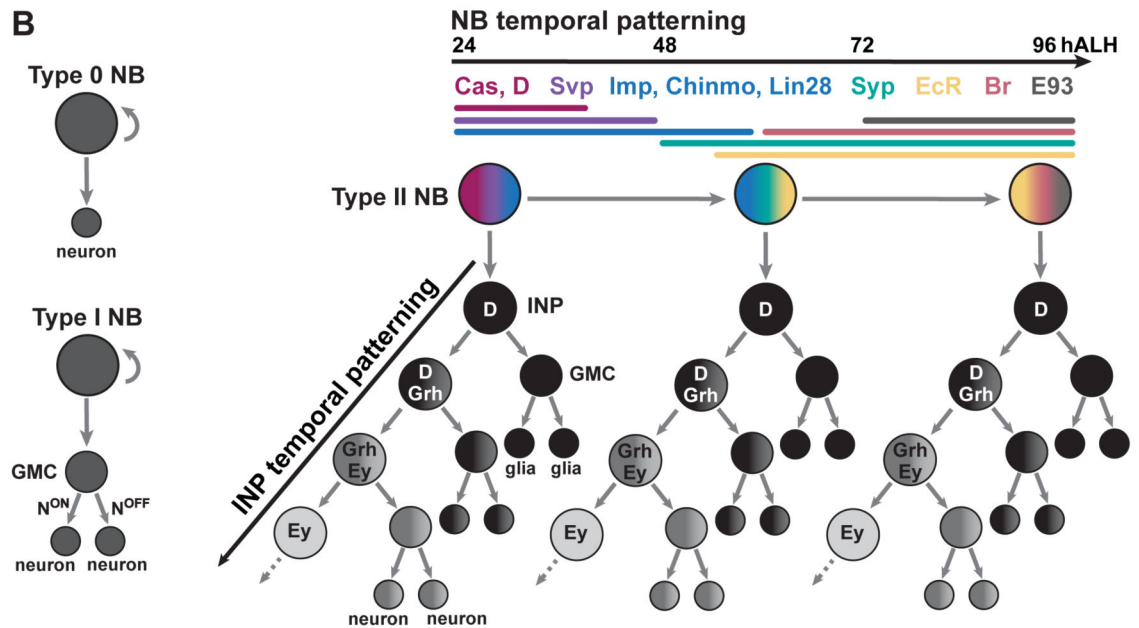 B
NB temporal patterning
24 48 72 96 hALH
Cas, D Svp Imp, Chinmo, Lin28 Syp EcR Br E93
Type 0 NB
neuron
Type I NB
GMC
N^ON N^OFF
neuron neuron
Type II NB
INP temporal patterning
D INP
D
Grh
GMC
glia glia
Grh
Ey
Ey
neuron neuron
D
D
Grh
Grh
Ey
Ey
D
D
Grh
Grh
Ey
Ey